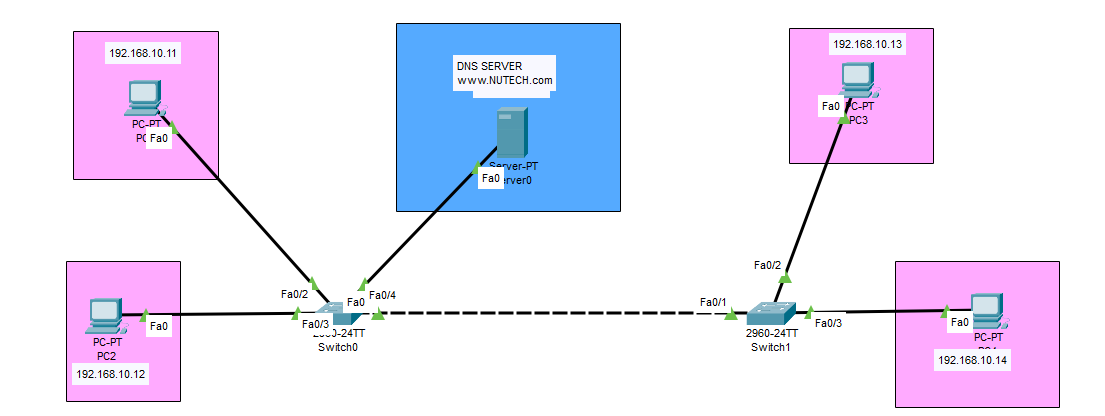 192.168.10.11
PC-PT
Fa0
DNS SERVER
www.NUTECH.com
Server-PT
Fa0
192.168.10.13
Fa0
PC-PT
PC3
Fa0/2
Fa0/3
Fa0
Fa0/4
Switch0
Fa0
PC-PT
PC2
192.168.10.12
Fa0/2
Fa0/1
Fa0/3
2960-24TT
Switch1
Fa0
PC-PT
192.168.10.14